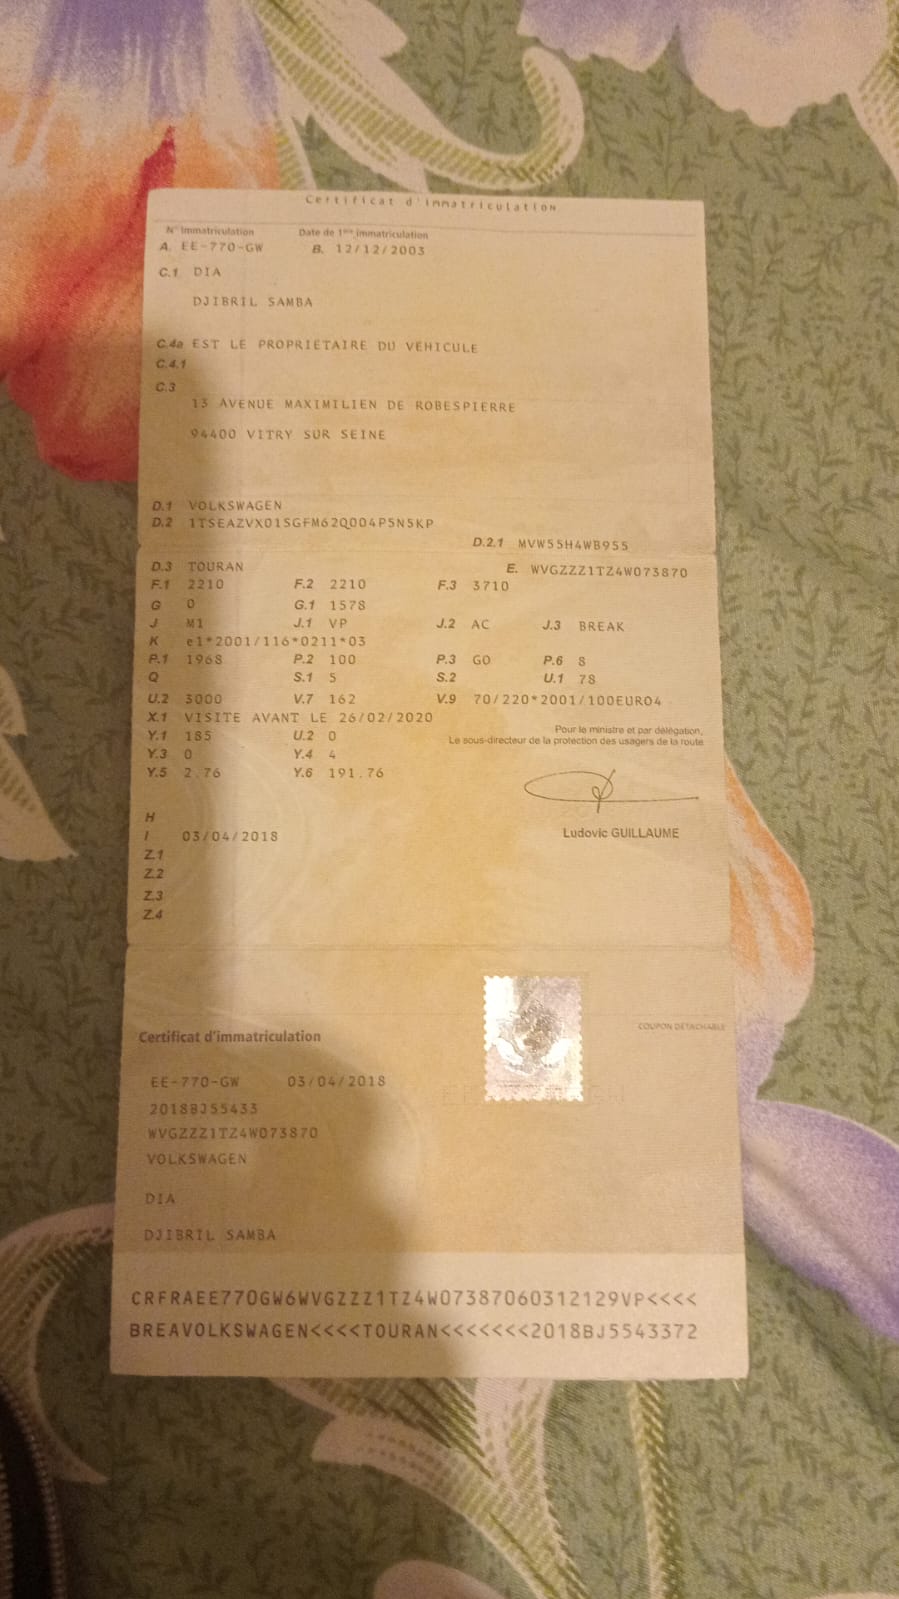 Certificat d'immatriculation
N° Immatriculation Date de 1ère immatriculation
A. EE-770-GW B. 12/12/2003
C.1 DIA
DJIBRIL SAMBA
C.4a EST LE PROPRIETAIRE DU VEHICULE
C.4.1
C.3
13 AVENUE MAXIMILIEN DE ROBESPIERRE
94400 VITRY SUR SEINE
D.1 VOLKSWAGEN
D.2 1TSEAZVX01SGFM62Q004P5N5KP
D.2.1 MVW55H4WB955
D.3 TOURAN E. WVGZZZ1TZ4W073870
F.1 2210 F.2 2210 F.3 3710
G 0 G.1 1578
J M1 J.1 VP J.2 AC J.3 BREAK
K e1*2001/116*0211*03
P.1 1968 P.2 100 P.3 GO P.6 8
Q S.1 5 S.2 U.1 78
U.2 3000 V.7 162 V.9 70/220*2001/100EURO4
X.1 VISITE AVANT LE 26/02/2020
Pour le ministre et par délégation,
Y.1 185 U.2 0 Le sous-directeur de la protection des usagers de la route
Y.3 0 Y.4 4
Y.5 2.76 Y.6 191.76
H
I 03/04/2018 Ludovic GUILLAUME
Z.1
Z.2
Z.3
Z.4
COUPON DÉTACHABLE
Certificat d'immatriculation
EE-770-GW 03/04/2018
2018BJ55433
WVGZZZ1TZ4W073870
VOLKSWAGEN
DIA
DJIBRIL SAMBA
CRFRAEE770GW6WVGZZZ1TZ4W07387060312129VP<<<<
BREAVOLKSWAGEN<<<<TOURAN<<<<<<<2018BJ5543372